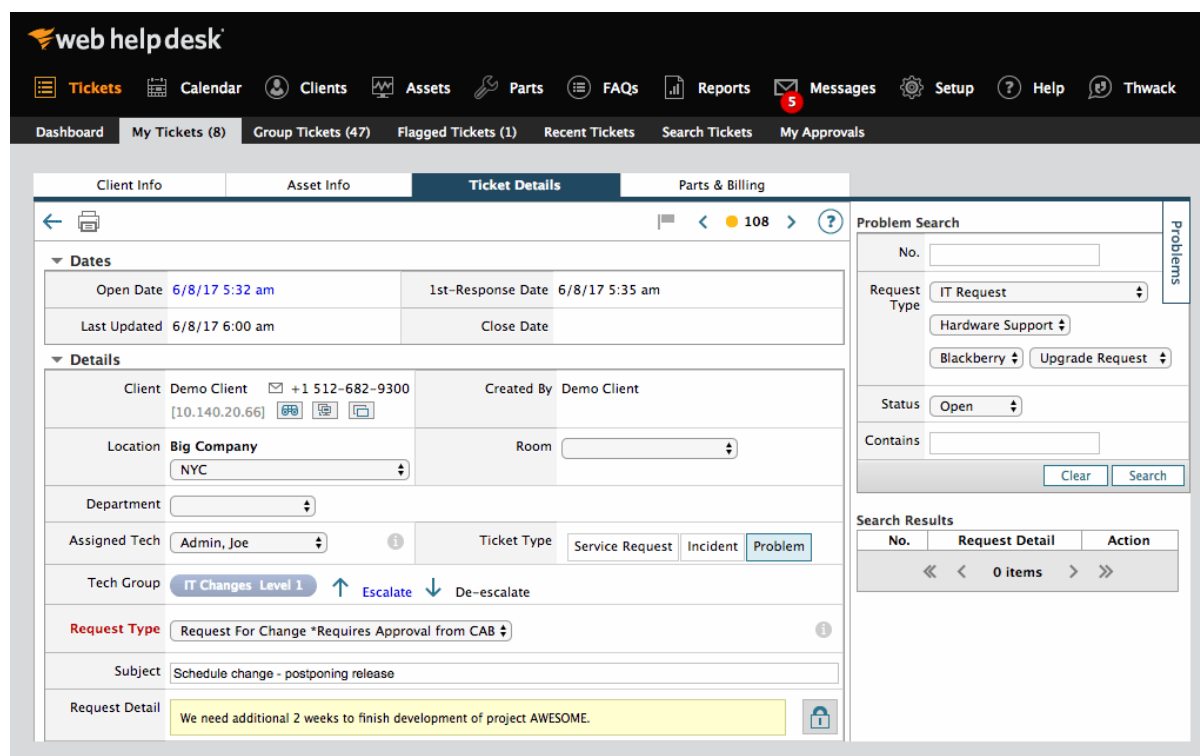 web help desk
Tickets Calendar Clients Assets Parts FAQs Reports Messages Setup ? Help Thwack
5
Dashboard My Tickets (8) Group Tickets (47) Flagged Tickets (1) Recent Tickets Search Tickets My Approvals
Client Info Asset Info Ticket Details Parts & Billing
108 ?
Dates
Open Date 6/8/17 5:32 am 1st-Response Date 6/8/17 5:35 am
Last Updated 6/8/17 6:00 am Close Date
Details
Client Demo Client +1 512-682-9300 Created By Demo Client
[10.140.20.66]
Location Big Company Room
NYC
Department
Assigned Tech Admin, Joe Ticket Type Service Request Incident Problem
Tech Group IT Changes Level 1 Escalate De-escalate
Request Type Request For Change *Requires Approval from CAB
Subject Schedule change - postponing release
Request Detail We need additional 2 weeks to finish development of project AWESOME.
Problem Search
Problems
No.
Request Type IT Request
Hardware Support
Blackberry Upgrade Request
Status Open
Contains
Clear Search
Search Results
No. Request Detail Action
0 items